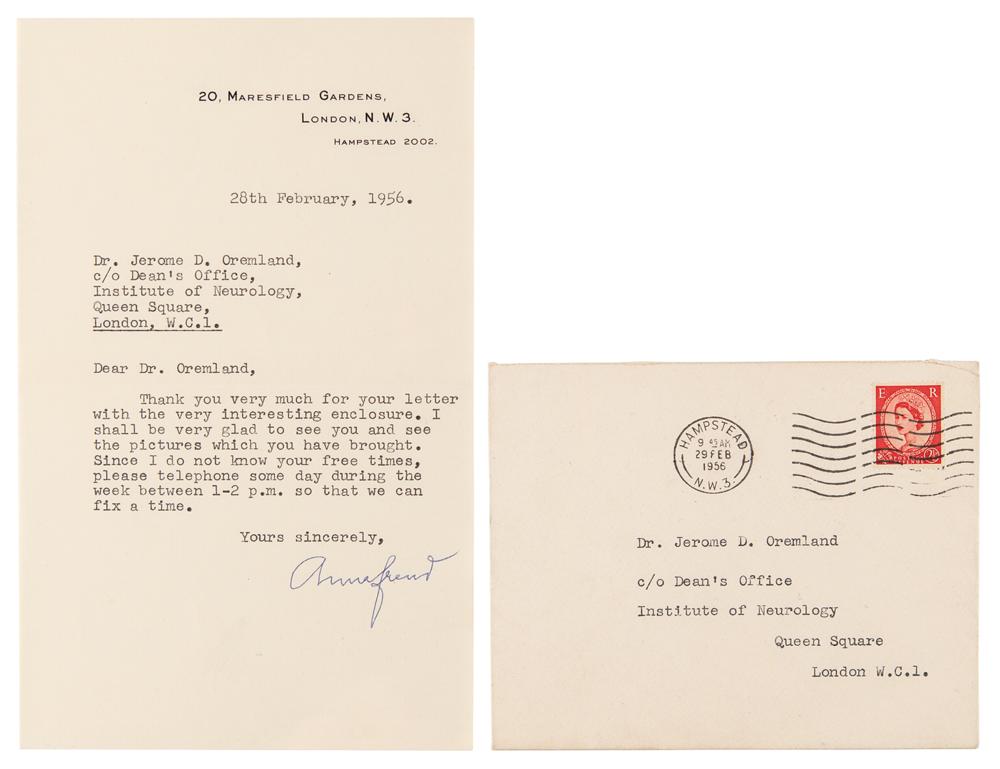 20, MARESFIELD GARDENS,
LONDON, N.W. 3.
HAMPSTEAD 2002.
28th February, 1956.
Dr. Jerome D. Oremland,
c/o Dean's Office,
Institute of Neurology,
Queen Square,
London, W.C.1.
Dear Dr. Oremland,
Thank you very much for your letter
with the very interesting enclosure. I
shall be very glad to see you and see
the pictures which you have brought.
Since I do not know your free times,
please telephone some day during the
week between 1-2 p.m. so that we can
fix a time.
Yours sincerely,
Anna Freud
E R
HAMPSTEAD
9 45 AM
29 FEB
1956
N.W.3.
Dr. Jerome D. Oremland
c/o Dean's Office
Institute of Neurology
Queen Square
London W.C.1.